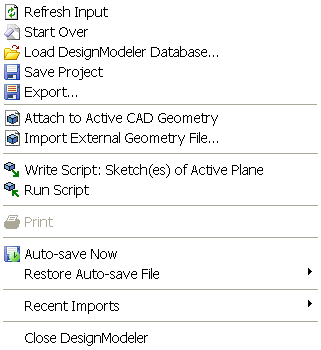 Refresh Input
Start Over
Load DesignModeler Database...
Save Project
Export...
Attach to Active CAD Geometry
Import External Geometry File...
Write Script: Sketch(es) of Active Plane
Run Script
Print
Auto-save Now
Restore Auto-save File
Recent Imports
Close DesignModeler